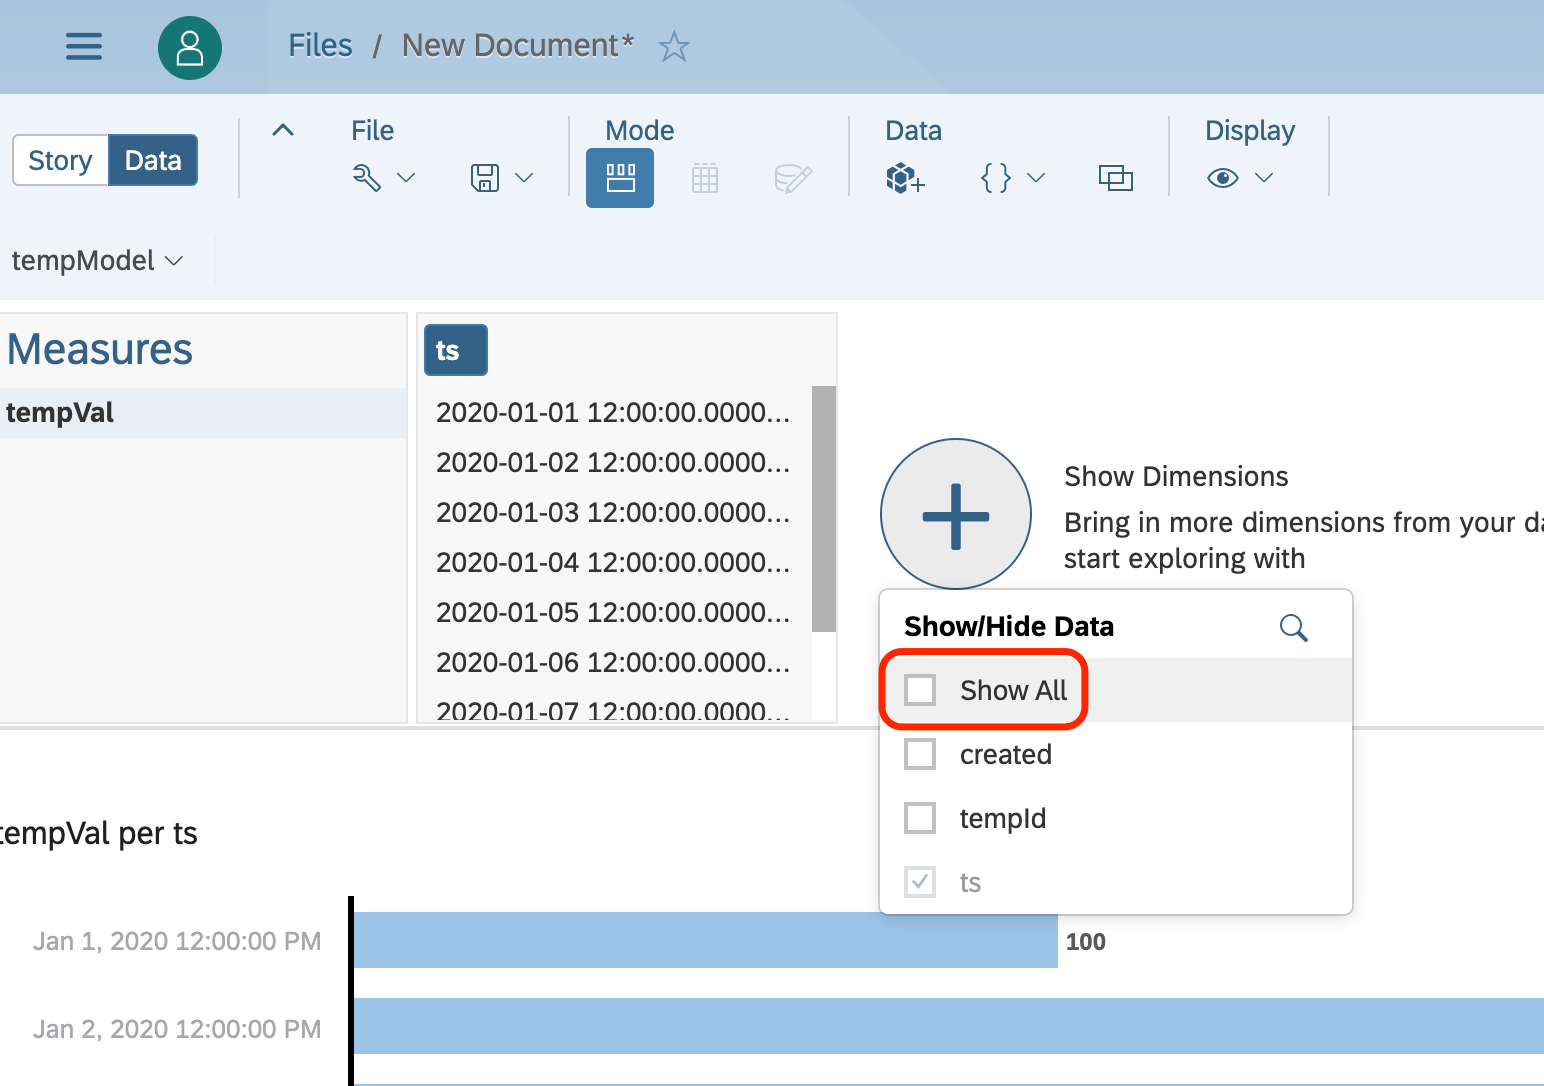 Files / New Document*
File
Mode
Data
Display
Story
Data
tempModel
Measures
tempVal
ts
2020-01-01 12:00:00.0000...
2020-01-02 12:00:00.0000...
2020-01-03 12:00:00.0000...
2020-01-04 12:00:00.0000...
2020-01-05 12:00:00.0000...
2020-01-06 12:00:00.0000...
2020-01-07 12:00:00.0000...
Show Dimensions
Bring in more dimensions from your da
start exploring with
Show/Hide Data
Show All
created
tempId
ts
tempVal per ts
Jan 1, 2020 12:00:00 PM
100
Jan 2, 2020 12:00:00 PM